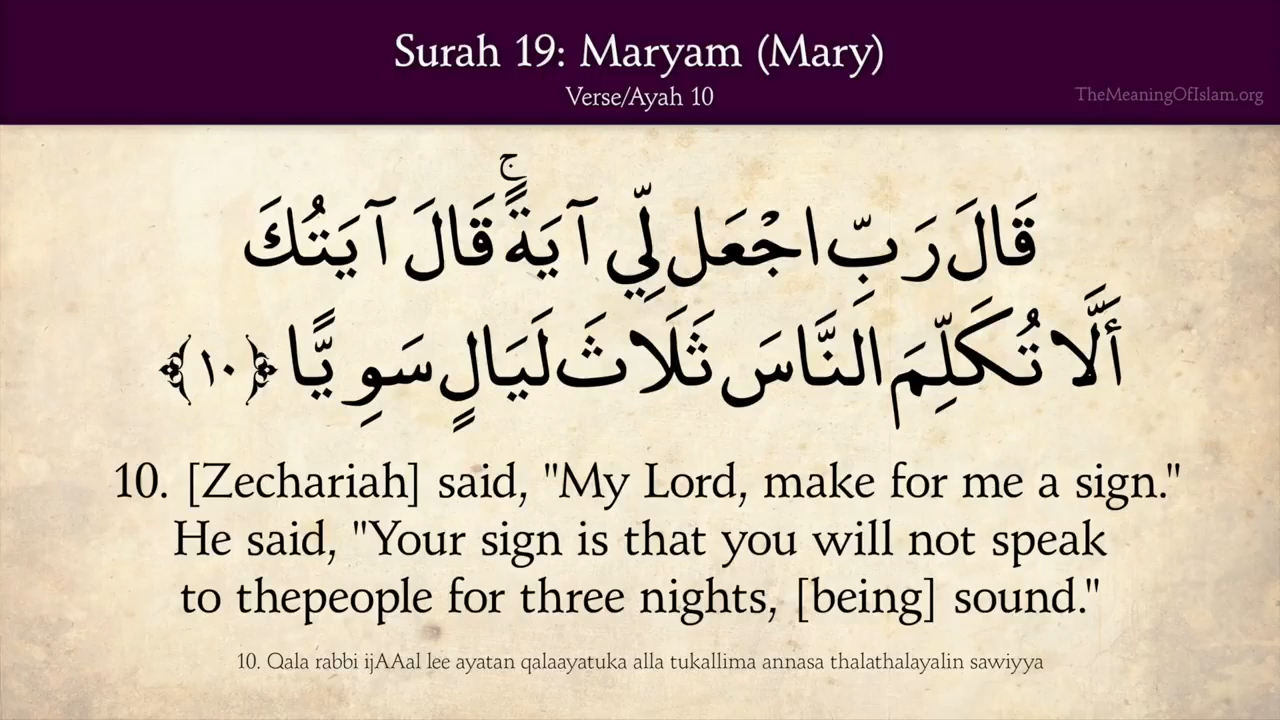 Surah 19: Maryam (Mary)
Verse/Ayah 10
TheMeaningOfIslam.org
قَالَ رَبِّ اجْعَل لِّي آيَةً ۚ قَالَ آيَتُكَ
أَلَّا تُكَلِّمَ النَّاسَ ثَلَاثَ لَيَالٍ سَوِيًّا ﴿١٠﴾
10. [Zechariah] said, "My Lord, make for me a sign."
He said, "Your sign is that you will not speak
to thepeople for three nights, [being] sound."
10. Qala rabbi ijAAal lee ayatan qalaayatuka alla tukallima annasa thalathalayalin sawiyya